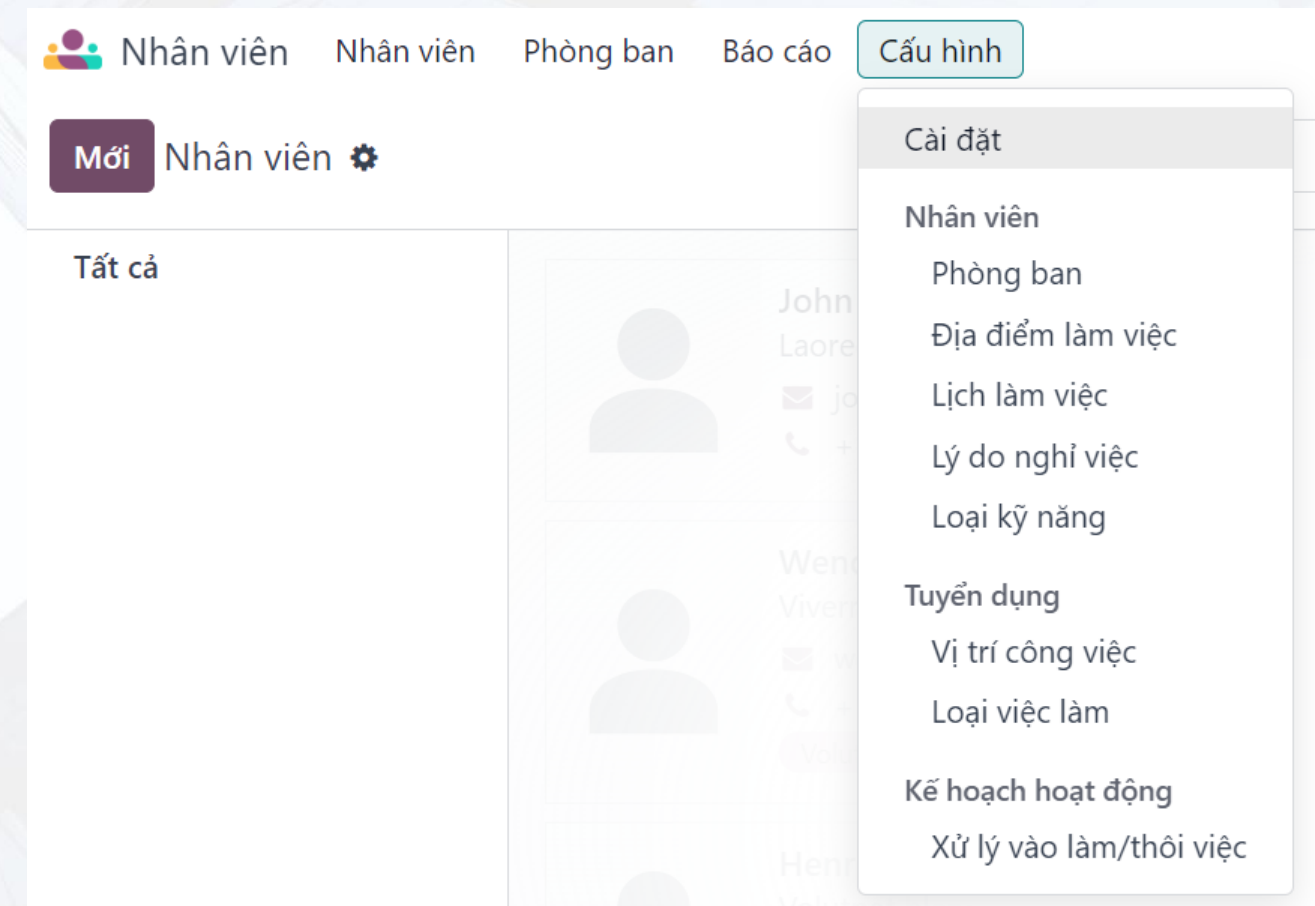 Nhân viên Nhân viên Phòng ban Báo cáo Cấu hình
Mới Nhân viên
Tất cả
Cài đặt
Nhân viên
Phòng ban
Địa điểm làm việc
Lịch làm việc
Lý do nghỉ việc
Loại kỹ năng
Tuyển dụng
Vị trí công việc
Loại việc làm
Kế hoạch hoạt động
Xử lý vào làm/thôi việc
John